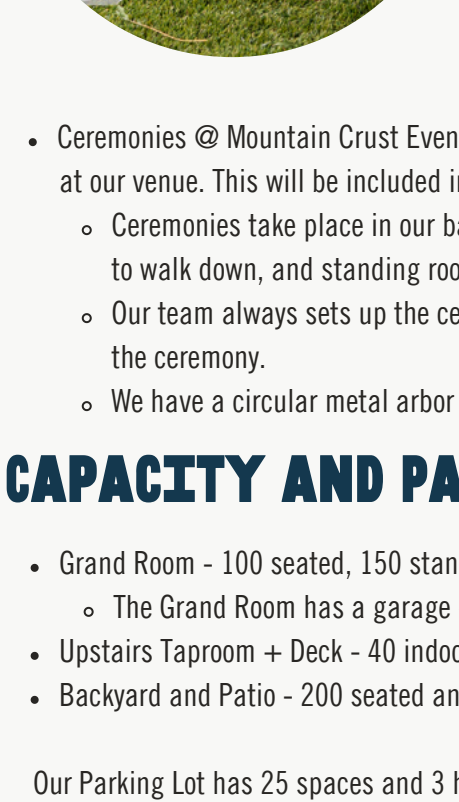 • Ceremonies @ Mountain Crust Even
at our venue. This will be included i
◦ Ceremonies take place in our b
to walk down, and standing roo
◦ Our team always sets up the ce
the ceremony.
◦ We have a circular metal arbor
CAPACITY AND PA
• Grand Room - 100 seated, 150 stan
◦ The Grand Room has a garage
• Upstairs Taproom + Deck - 40 indoo
• Backyard and Patio - 200 seated an
Our Parking Lot has 25 spaces and 3 h